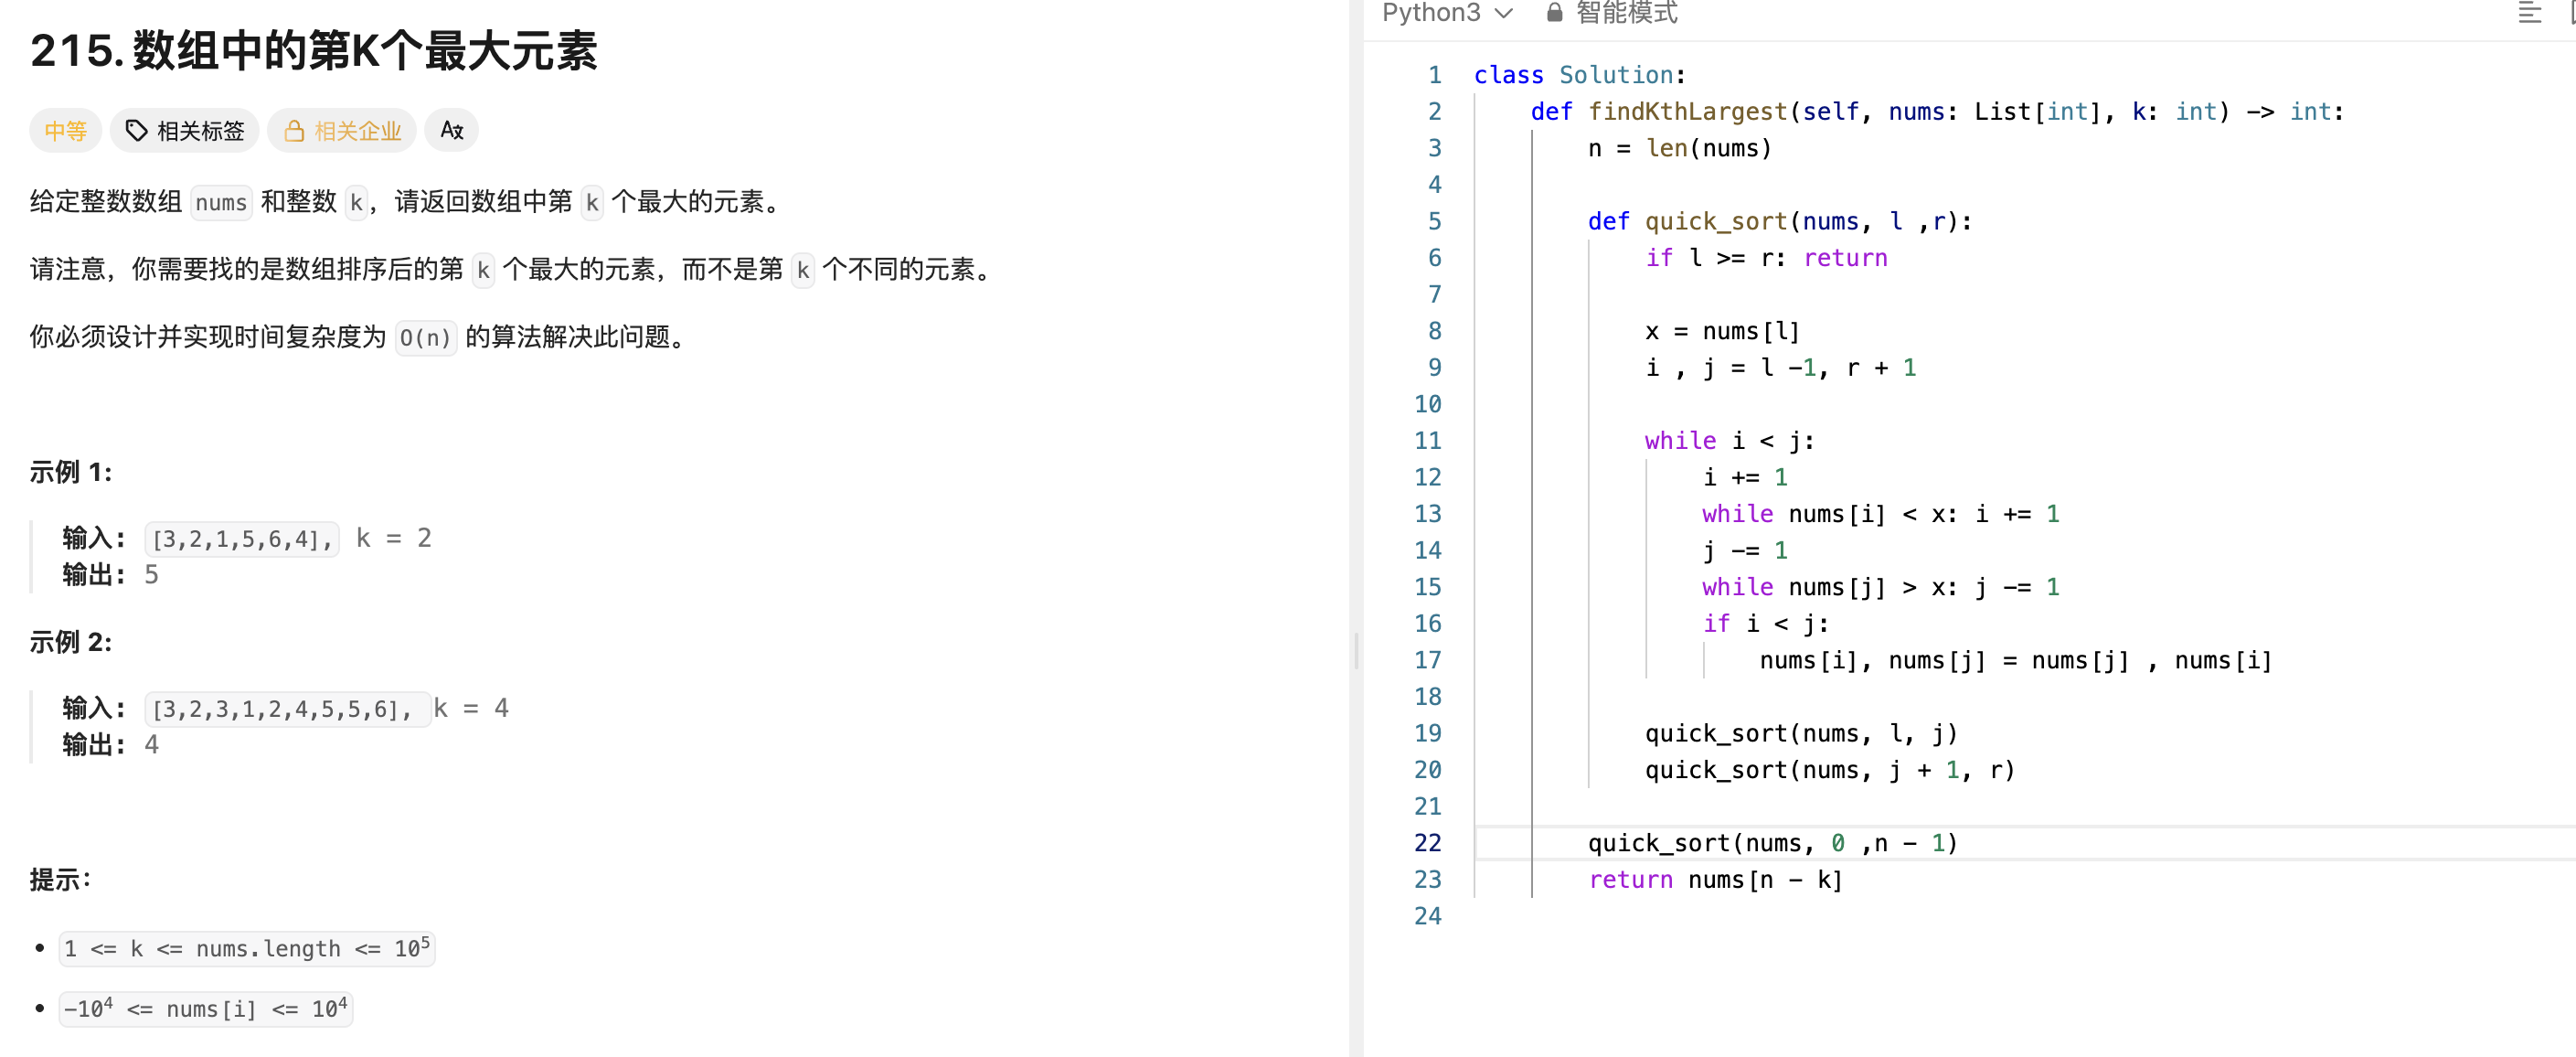 215. 数组中的第K个最大元素
中等 相关标签 相关企业
给定整数数组 nums 和整数 k，请返回数组中第 k 个最大的元素。
请注意，你需要找的是数组排序后的第 k 个最大的元素，而不是第 k 个不同的元素。
你必须设计并实现时间复杂度为 O(n) 的算法解决此问题。
示例 1:
输入: [3,2,1,5,6,4], k = 2
输出: 5
示例 2:
输入: [3,2,3,1,2,4,5,5,6], k = 4
输出: 4
提示：
• 1 <= k <= nums.length <= 10⁵
• -10⁴ <= nums[i] <= 10⁴
Python3 智能模式
1 class Solution:
2     def findKthLargest(self, nums: List[int], k: int) -> int:
3         n = len(nums)
4
5         def quick_sort(nums, l ,r):
6             if l >= r: return
7
8             x = nums[l]
9             i , j = l -1, r + 1
10
11             while i < j:
12                 i += 1
13                 while nums[i] < x: i += 1
14                 j -= 1
15                 while nums[j] > x: j -= 1
16                 if i < j:
17                     nums[i], nums[j] = nums[j] , nums[i]
18
19             quick_sort(nums, l, j)
20             quick_sort(nums, j + 1, r)
21
22         quick_sort(nums, 0 ,n - 1)
23         return nums[n - k]
24